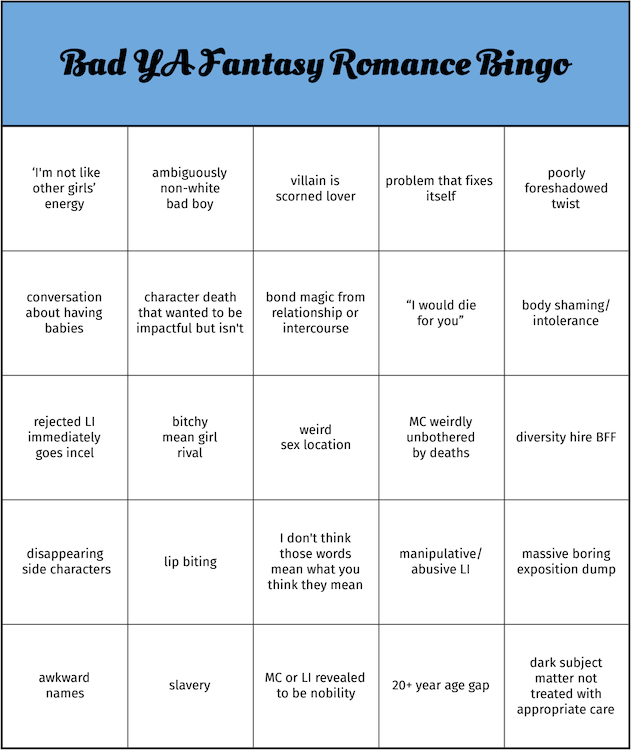 Bad YA Fantasy Romance Bingo
‘I'm not like
other girls’
energy
ambiguously
non-white
bad boy
villain is
scorned lover
problem that fixes
itself
poorly
foreshadowed
twist
conversation
about having
babies
character death
that wanted to be
impactful but isn't
bond magic from
relationship or
intercourse
“I would die
for you”
body shaming/
intolerance
rejected LI
immediately
goes incel
bitchy
mean girl
rival
weird
sex location
MC weirdly
unbothered
by deaths
diversity hire BFF
disappearing
side characters
lip biting
I don't think
those words
mean what you
think they mean
manipulative/
abusive LI
massive boring
exposition dump
awkward
names
slavery
MC or LI revealed
to be nobility
20+ year age gap
dark subject
matter not
treated with
appropriate care